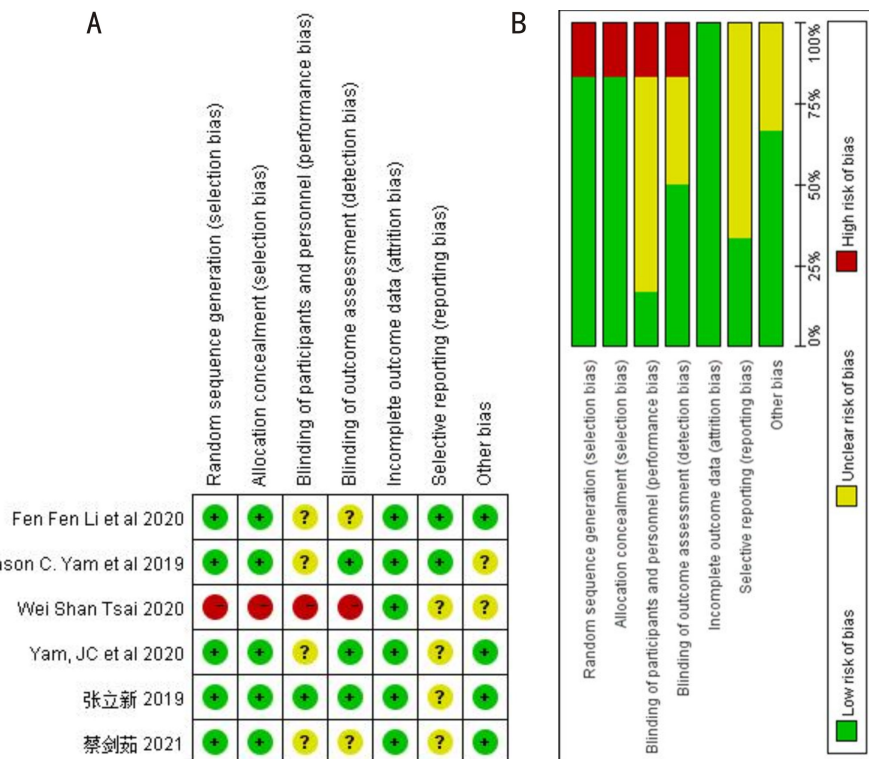 A
Random sequence generation (selection bias)
Allocation concealment (selection bias)
Blinding of participants and personnel (performance bias)
Blinding of outcome assessment (detection bias)
Incomplete outcome data (attrition bias)
Selective reporting (reporting bias)
Other bias
Fen Fen Li et al 2020 + + ? ? + + +
ason C. Yam et al 2019 + + ? + + + ?
Wei Shan Tsai 2020 - - - - + ? ?
Yam, JC et al 2020 + + ? + + ? +
张立新 2019 + + + + + ? +
蔡剑茹 2021 + + ? ? + ? +
B
Random sequence generation (selection bias)
Allocation concealment (selection bias)
Blinding of participants and personnel (performance bias)
Blinding of outcome assessment (detection bias)
Incomplete outcome data (attrition bias)
Selective reporting (reporting bias)
Other bias
0% 25% 50% 75% 100%
Low risk of bias
Unclear risk of bias
High risk of bias